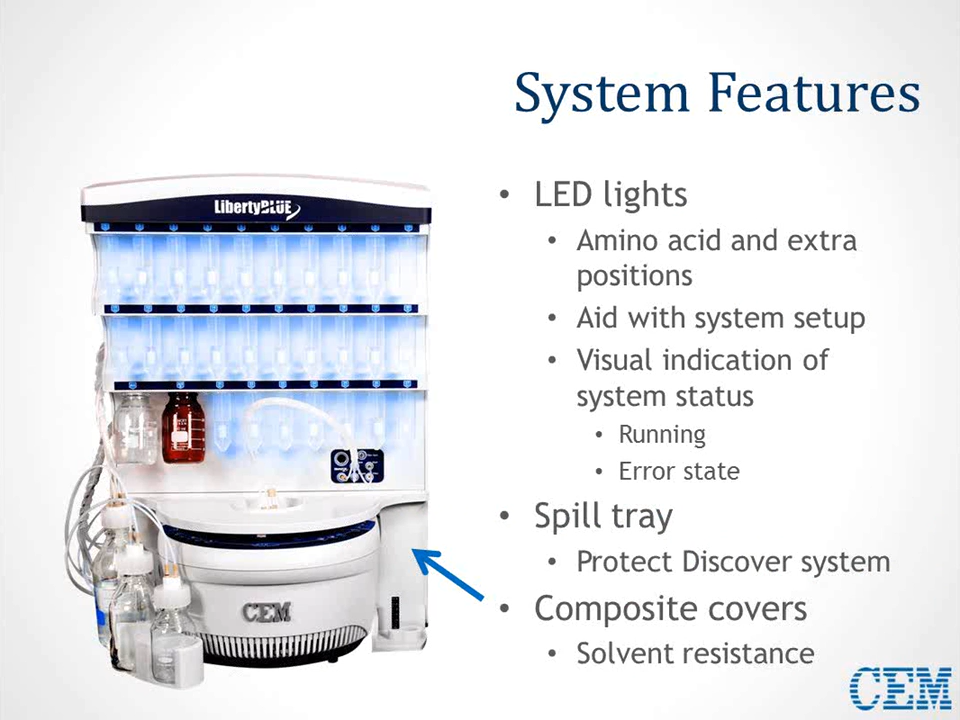 System Features
LibertyBLUE
• LED lights
• Amino acid and extra
positions
• Aid with system setup
• Visual indication of
system status
• Running
• Error state
• Spill tray
• Protect Discover system
• Composite covers
• Solvent resistance
CEM
CEM